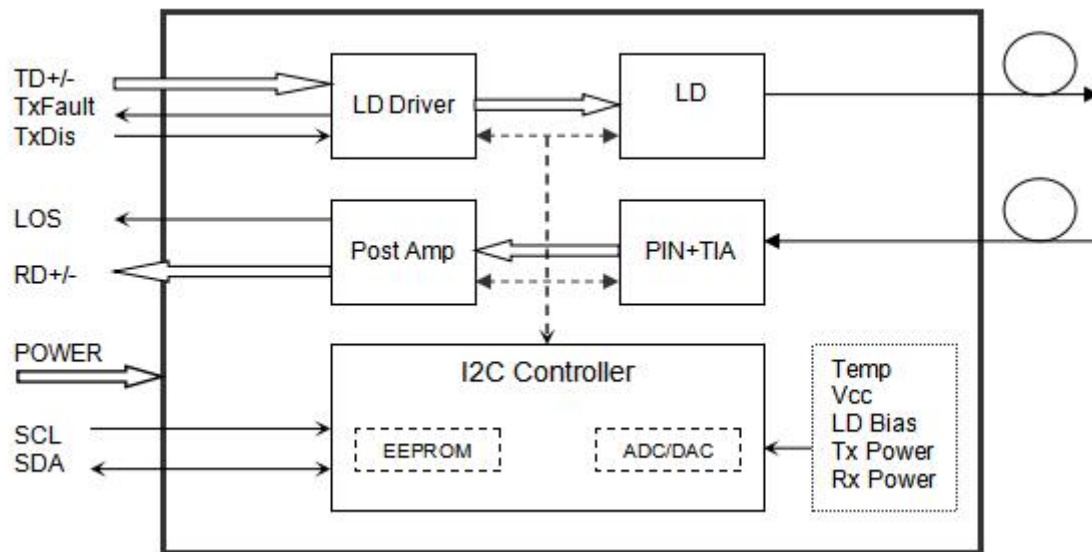 TD+/-
TxFault
TxDis
LD Driver
LD
LOS
RD+/-
Post Amp
PIN+TIA
POWER
SCL
SDA
I2C Controller
EEPROM
ADC/DAC
Temp
Vcc
LD Bias
Tx Power
Rx Power